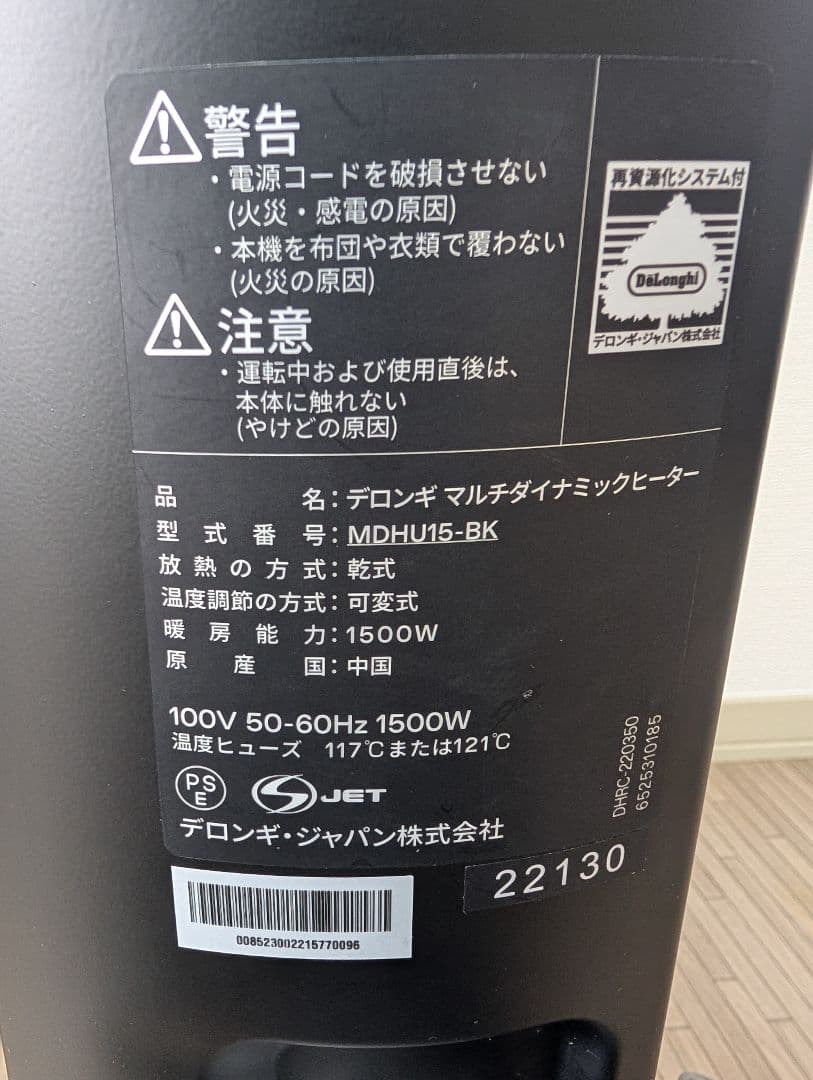 警告
・電源コードを破損させない
(火災・感電の原因)
・本機を布団や衣類で覆わない
(火災の原因)
注意
・運転中および使用直後は、
本体に触れない
(やけどの原因)
再資源化システム付
DeLonghi
デロンギ・ジャパン株式会社
品名：デロンギ マルチダイナミックヒーター
型式番号：MDHU15-BK
放熱の方式：乾式
温度調節の方式：可変式
暖房能力：1500W
原産国：中国
100V 50-60Hz 1500W
温度ヒューズ 117℃または121℃
PSE
JET
デロンギ・ジャパン株式会社
DHRC-220350
6525310185
22130
008523002215770096